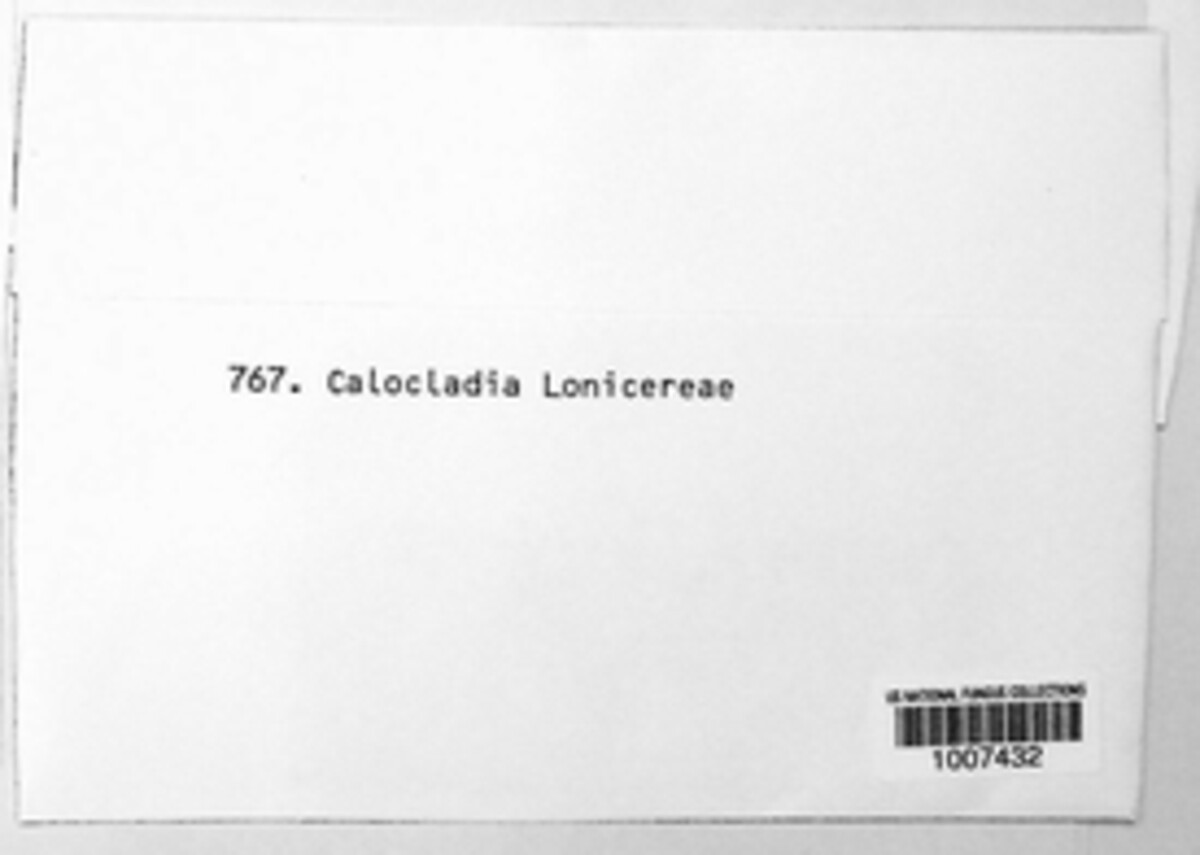 767. Calocladia Lonicereae
US NATIONAL FUNGUS COLLECTIONS
1007432